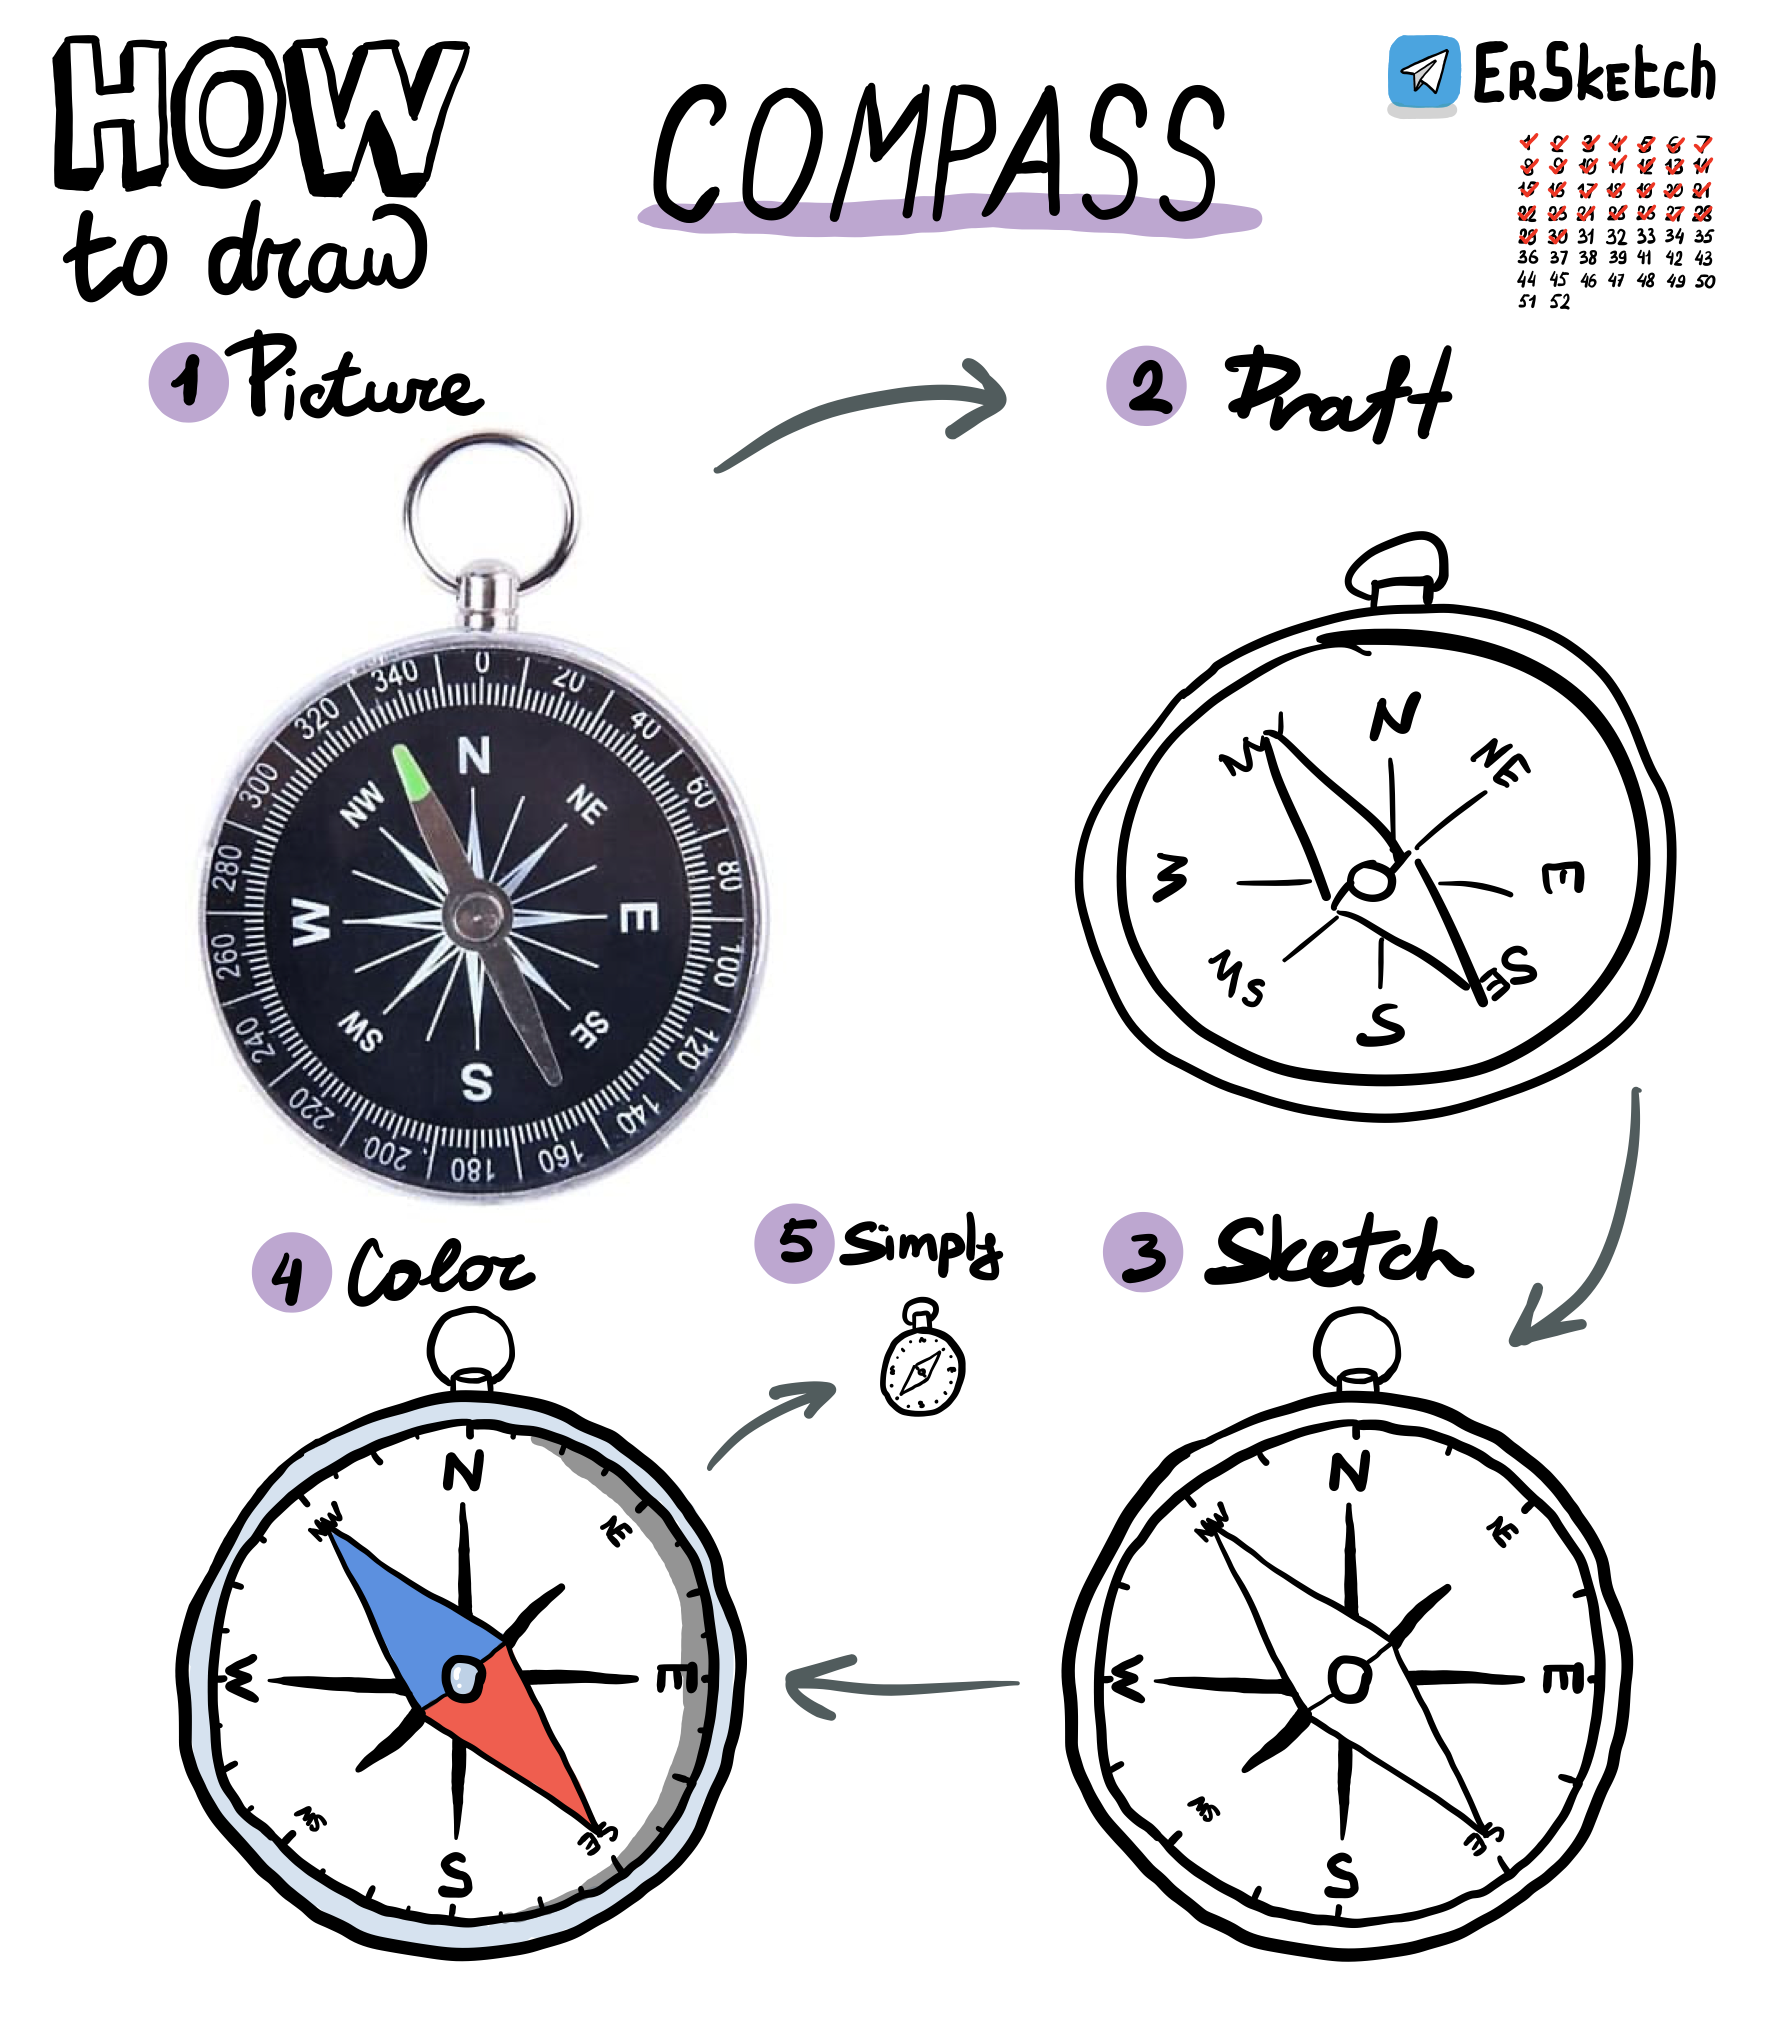 HOW
to draw
COMPASS
ErSketch
1 2 3 4 5 6 7
8 9 10 11 12 13 14
15 16 17 18 19 20 21
22 23 24 25 26 27 28
29 30 31 32 33 34 35
36 37 38 39 41 42 43
44 45 46 47 48 49 50
51 52
1 Picture
0 20 40 60 80 100 120 140 160 180 200 220 240 260 280 300 320 340
N
NW NE
W E
SW SE
S
2 Draft
N
NE
W E
Ws SE
S
3 Sketch
N
NW NE
W E
WS SE
S
4 Color
N
NW NE
W E
WS SE
S
5 Simply